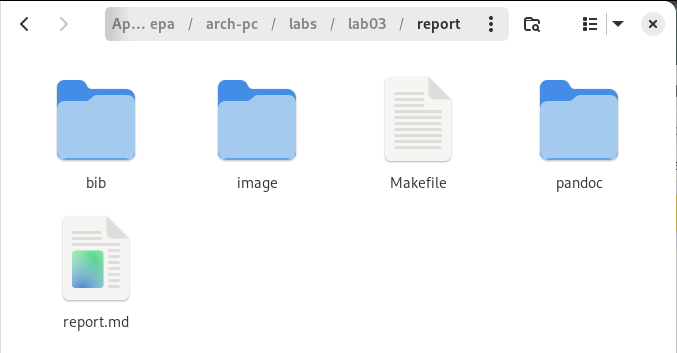 Ap... epa / arch-pc / labs / lab03 / report
bib image Makefile pandoc
report.md